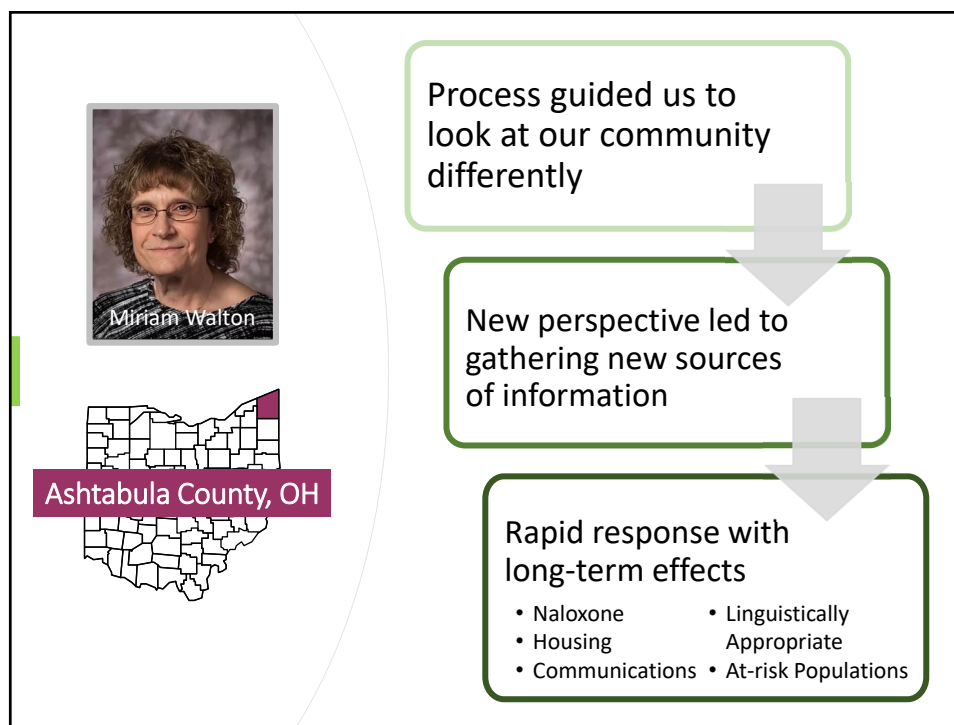 Miriam Walton
Ashtabula County, OH
Process guided us to
look at our community
differently
New perspective led to
gathering new sources
of information
Rapid response with
long-term effects
• Naloxone
• Housing
• Communications
• Linguistically
Appropriate
• At-risk Populations